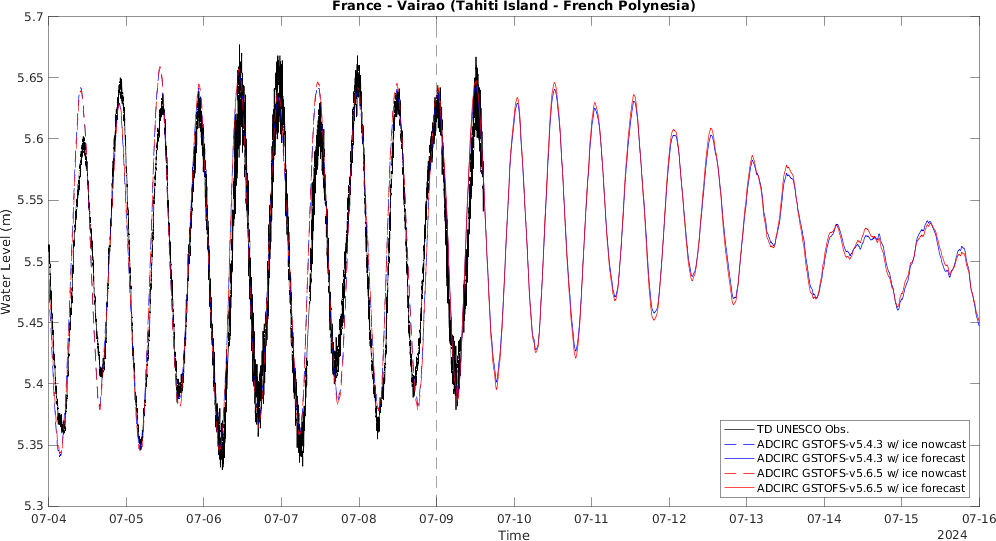 France - Vairao (Tahiti Island - French Polynesia)
5.7
5.65
5.6
5.55
5.5
5.45
5.4
5.35
5.3
Water Level (m)
TD UNESCO Obs.
ADCIRC GSTOFS-v5.4.3 w/ ice nowcast
ADCIRC GSTOFS-v5.4.3 w/ ice forecast
ADCIRC GSTOFS-v5.6.5 w/ ice nowcast
ADCIRC GSTOFS-v5.6.5 w/ ice forecast
07-04 07-05 07-06 07-07 07-08 07-09 07-10 07-11 07-12 07-13 07-14 07-15 07-16
Time
2024